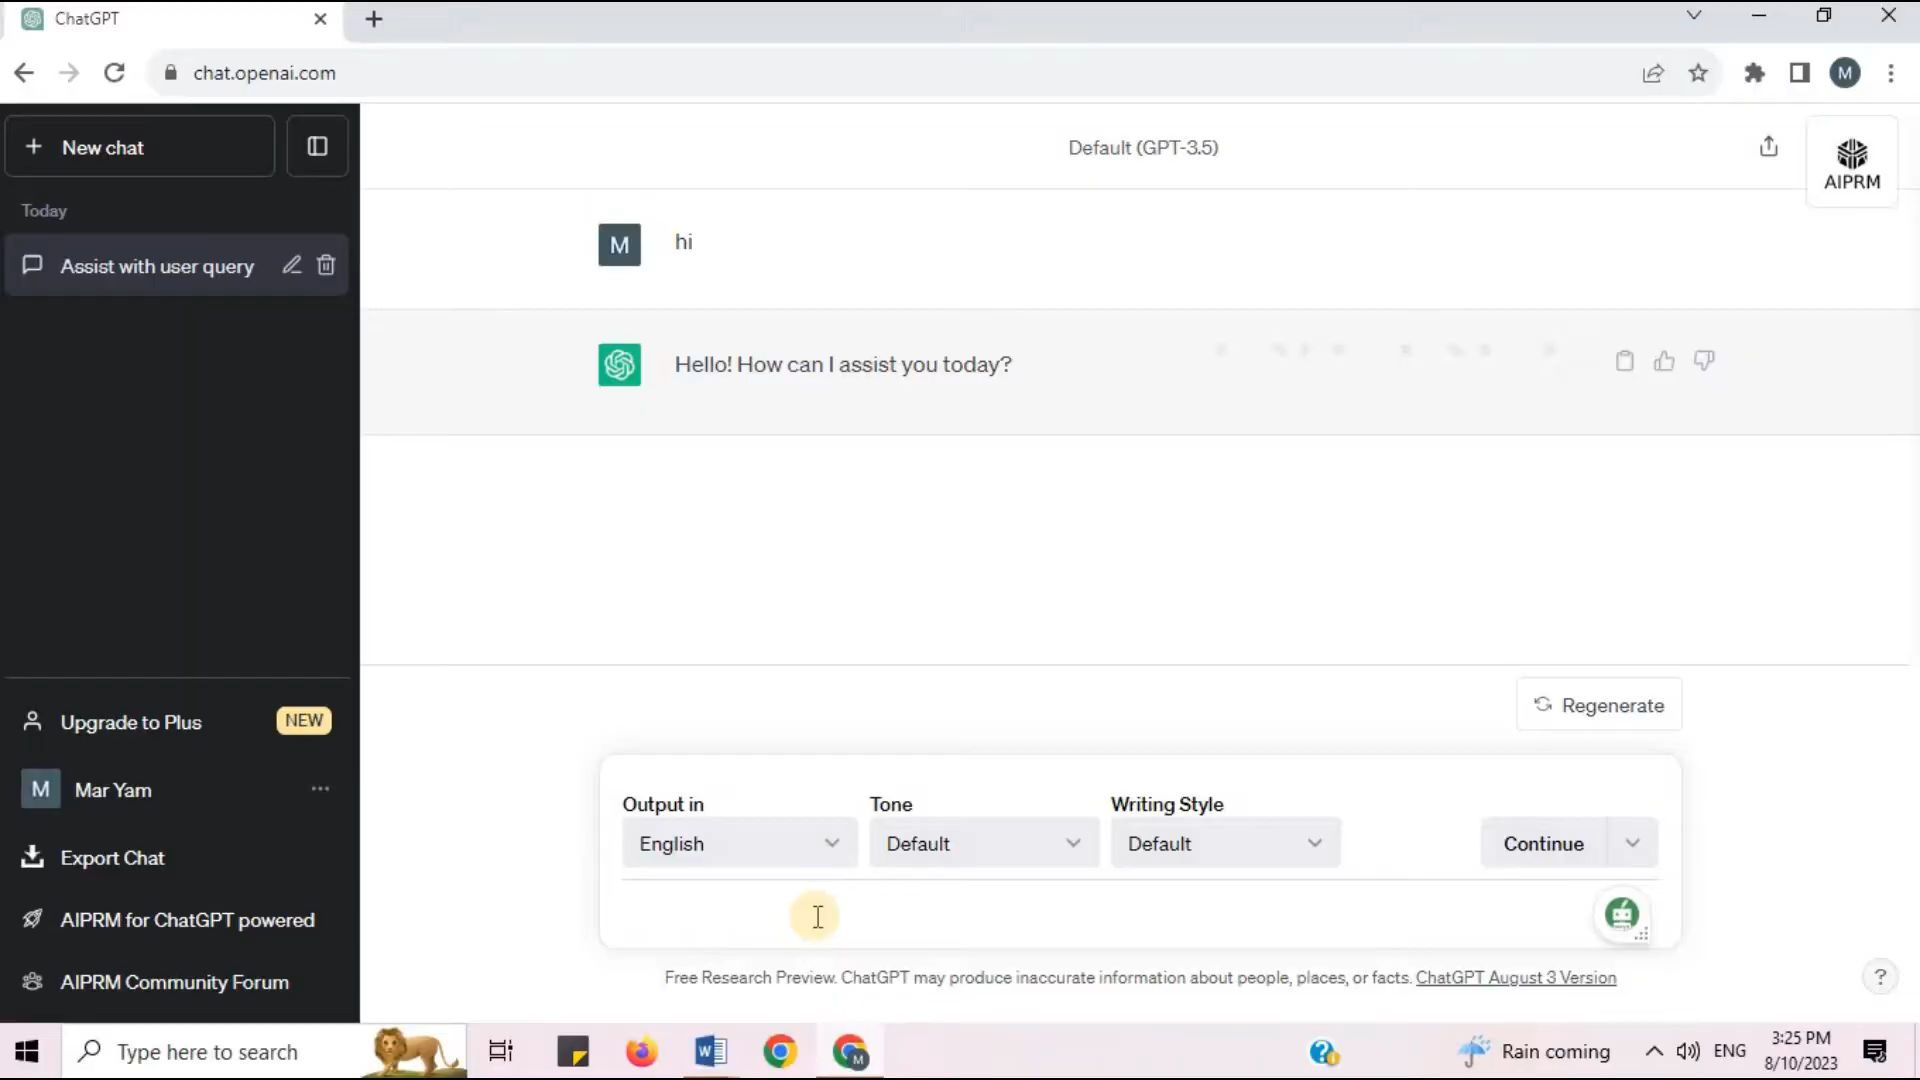 ChatGPT
chat.openai.com
M
New chat
Default (GPT-3.5)
AIPRM
Today
M hi
Assist with user query
Hello! How can I assist you today?
Upgrade to Plus NEW
Regenerate
M Mar Yam
Output in Tone Writing Style
English Default Default Continue
Export Chat
AIPRM for ChatGPT powered
AIPRM Community Forum
Free Research Preview. ChatGPT may produce inaccurate information about people, places, or facts. ChatGPT August 3 Version
?
Type here to search
W
M
?
Rain coming
ENG
3:25 PM
8/10/2023